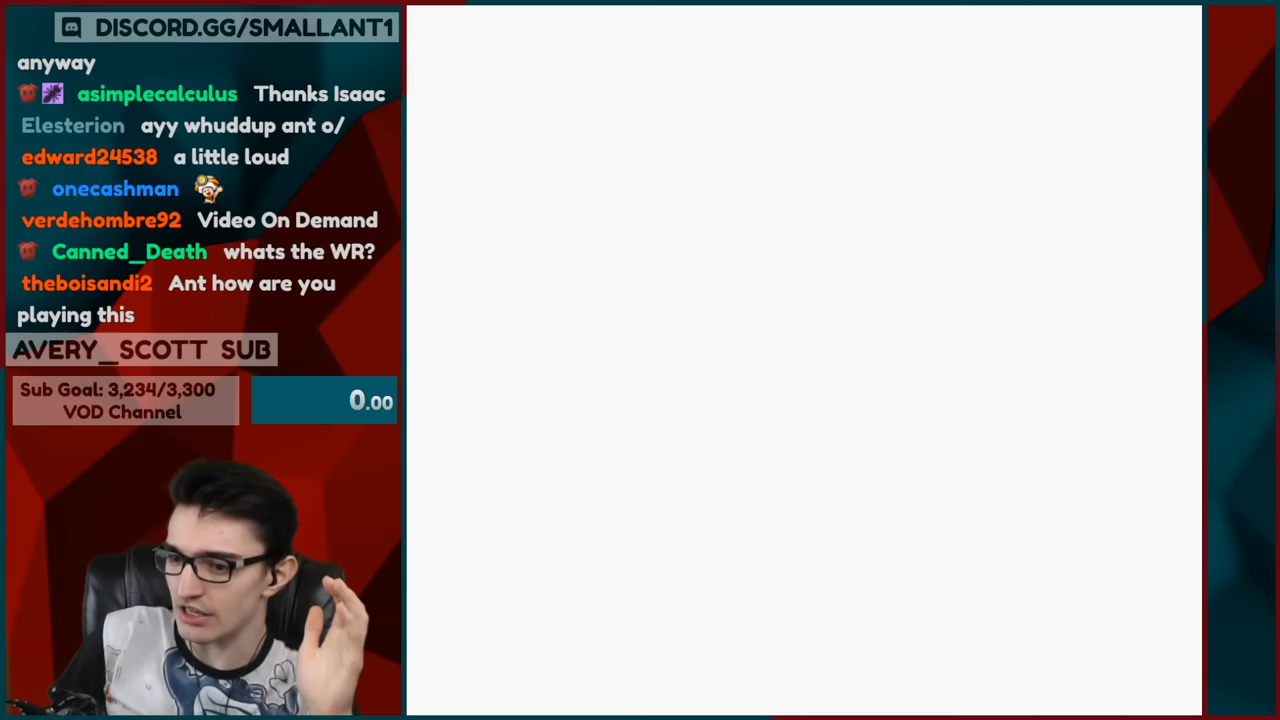 DISCORD.GG/SMALLANT1
anyway
asimplecalculus Thanks Isaac
Elesterion ayy whuddup ant o/
edward24538 a little loud
onecashman
verdehombre92 Video On Demand
Canned_Death whats the WR?
theboisandi2 Ant how are you
playing this
AVERY_SCOTT SUB
Sub Goal: 3,234/3,300
VOD Channel
0.00